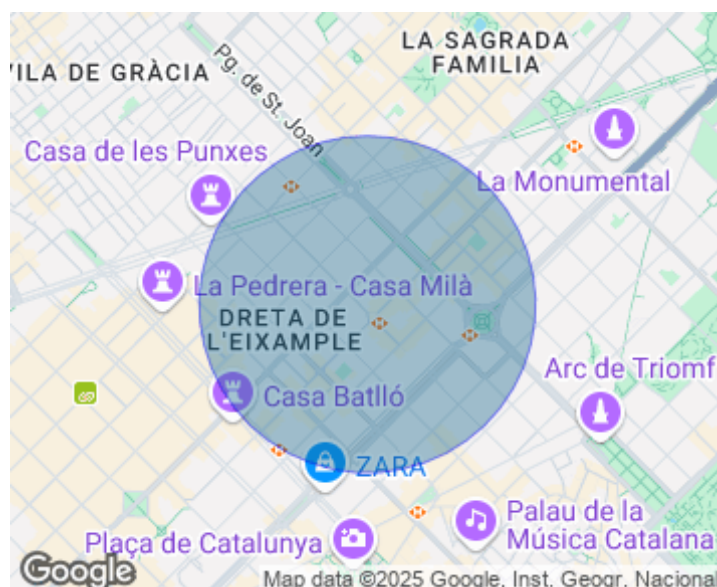 LA SAGRADA
FAMILIA
VILA DE GRÀCIA
Pg. de St. Joan
Casa de les Punxes
La Monumental
La Pedrera - Casa Milà
DRETA DE
L'EIXAMPLE
Arc de Triomf
Casa Batlló
ZARA
Palau de la
Música Catalana
Plaça de Catalunya
Google
Map data ©2025 Google, Inst. Geogr. Nacional